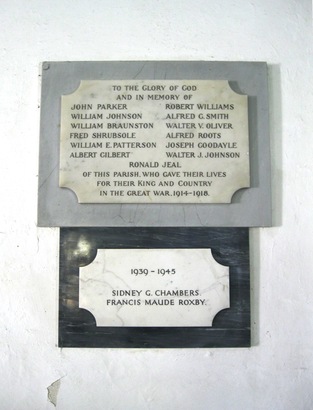 TO THE GLORY OF GOD
AND IN MEMORY OF
JOHN PARKER ROBERT WILLIAMS
WILLIAM JOHNSON ALFRED G. SMITH
WILLIAM BRAUNSTON WALTER V. OLIVER
FRED SHRUBSOLE ALFRED ROOTS
WILLIAM E. PATTERSON JOSEPH GOODAYLE
ALBERT GILBERT WALTER J. JOHNSON
RONALD JEAL
OF THIS PARISH, WHO GAVE THEIR LIVES
FOR THEIR KING AND COUNTRY
IN THE GREAT WAR, 1914-1918.
1939 - 1945
SIDNEY G. CHAMBERS
FRANCIS MAUDE ROXBY.